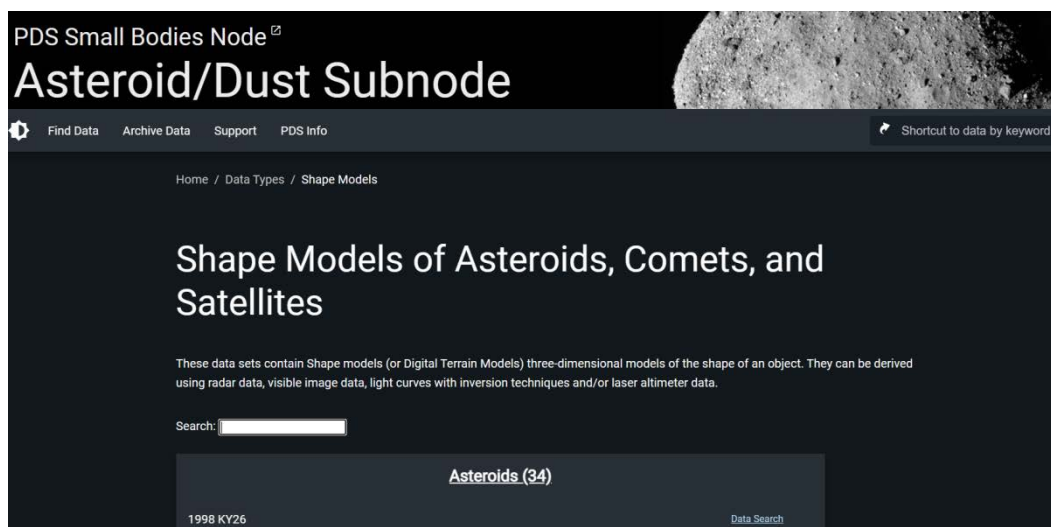 PDS Small Bodies Node
Asteroid/Dust Subnode
Find Data Archive Data Support PDS Info Shortcut to data by keyword
Home / Data Types / Shape Models
Shape Models of Asteroids, Comets, and
Satellites
These data sets contain Shape models (or Digital Terrain Models) three-dimensional models of the shape of an object. They can be derived
using radar data, visible image data, light curves with inversion techniques and/or laser altimeter data.
Search:
Asteroids (34)
1998 KY26 Data Search